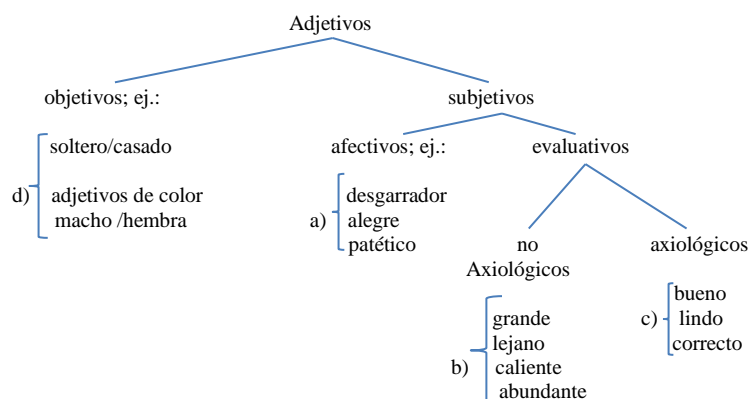 Adjetivos
objetivos; ej.:
subjetivos
soltero/casado
d)
adjetivos de color
macho /hembra
afectivos; ej.:
evaluativos
a)
desgarrador
alegre
patético
no
Axiológicos
axiológicos
b)
grande
lejano
caliente
abundante
c)
bueno
lindo
correcto